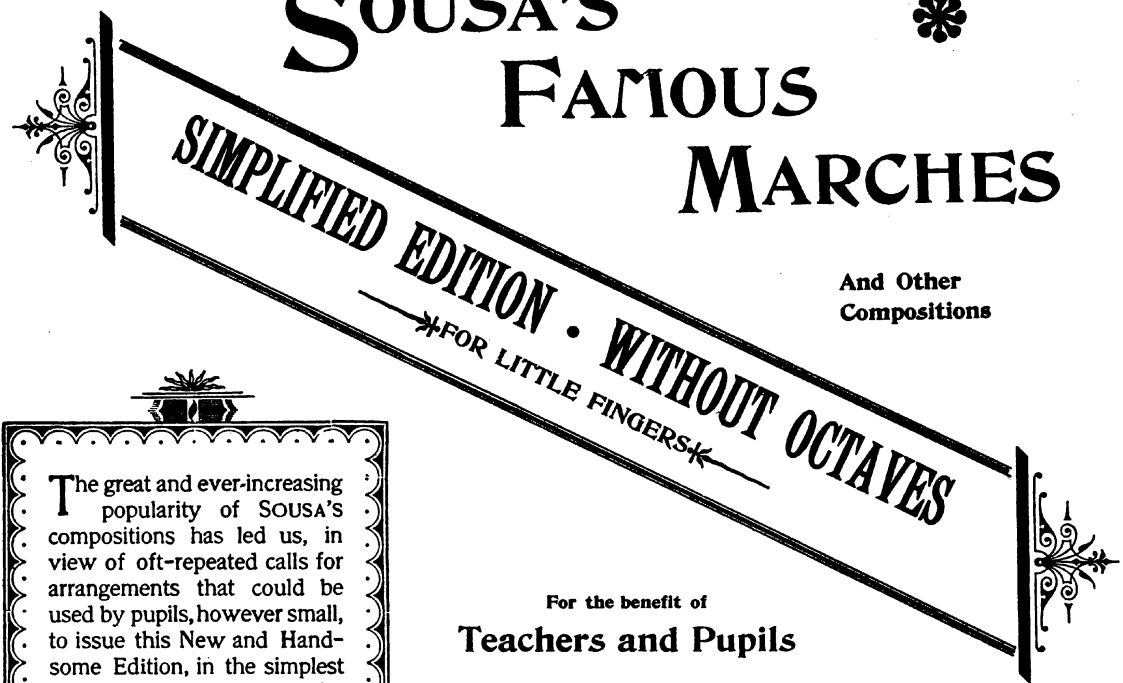 SOUSA'S
FAMOUS
MARCHES
SIMPLIFIED EDITION · WITHOUT OCTAVES
FOR LITTLE FINGERS
And Other
Compositions
The great and ever-increasing
popularity of SOUSA'S
compositions has led us, in
view of oft-repeated calls for
arrangements that could be
used by pupils, however small,
to issue this New and Hand-
some Edition, in the simplest
For the benefit of
Teachers and Pupils